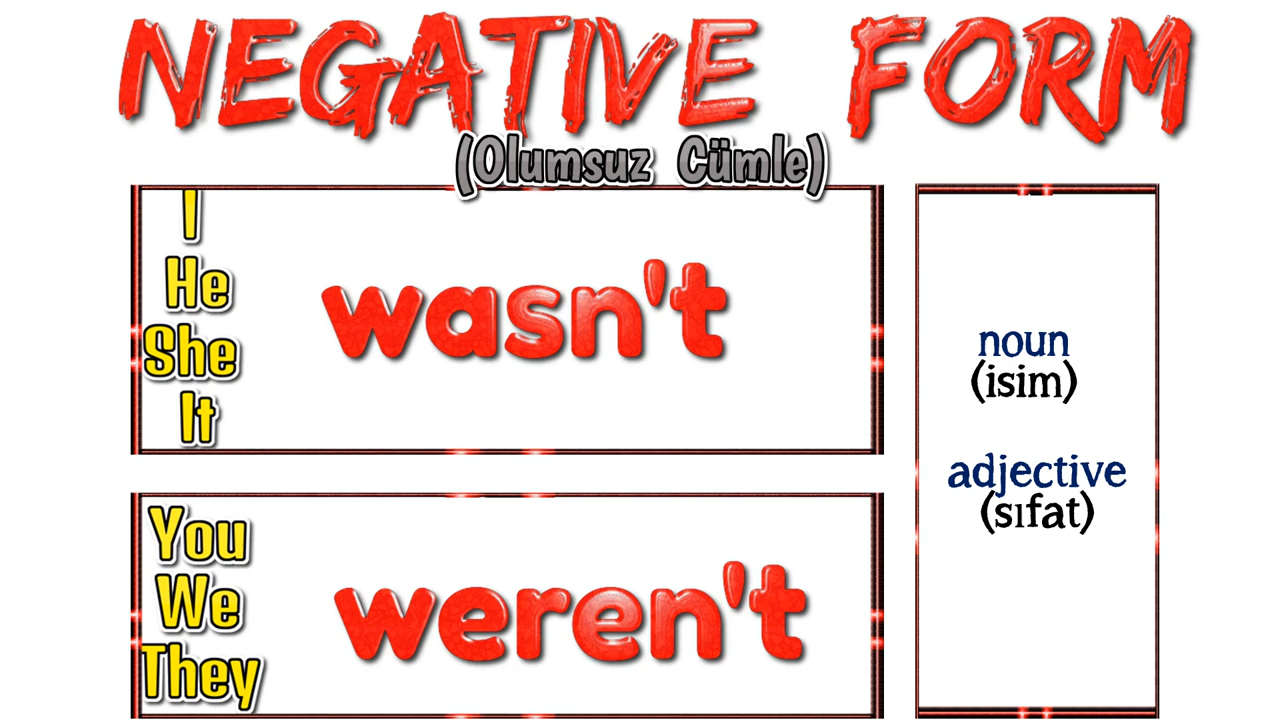 NEGATIVE FORM
(Olumsuz Cümle)
I
He
She
It
wasn't
You
We
They
weren't
noun
(isim)
adjective
(sıfat)